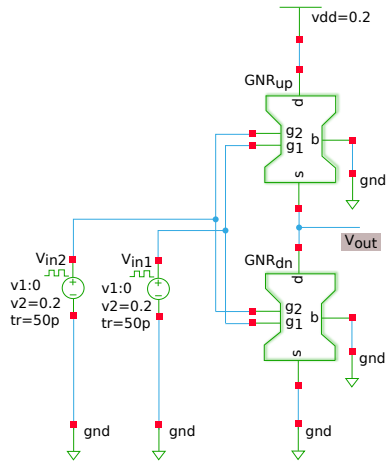 vdd=0.2
GNRup
d
g2
g1
b
s
gnd
Vout
GNRdn
d
g2
g1
b
s
gnd
gnd
Vin2
v1:0
v2=0.2
tr=50p
gnd
Vin1
v1:0
v2=0.2
tr=50p
gnd